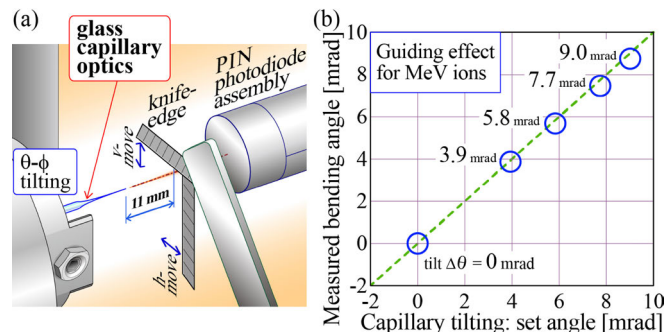 (a)
glass
capillary
optics
PIN
photodiode
assembly
knife-
edge
v-
move
θ-ϕ
tilting
11 mm
h-
move
(b)
Measured bending angle [mrad]
10
8
6
4
2
0
-2
Guiding effect
for MeV ions
9.0 mrad
7.7 mrad
5.8 mrad
3.9 mrad
tilt Δθ = 0 mrad
-2 0 2 4 6 8 10
Capillary tilting: set angle [mrad]